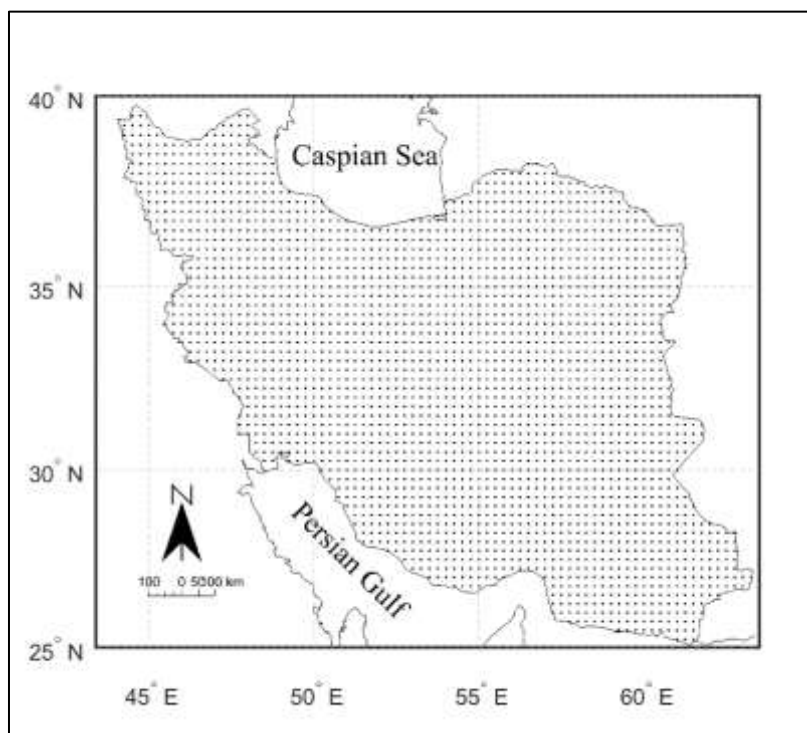 40° N
Caspian Sea
35° N
30° N
N
Persian Gulf
100 0 5000 km
25° N
45° E
50° E
55° E
60° E